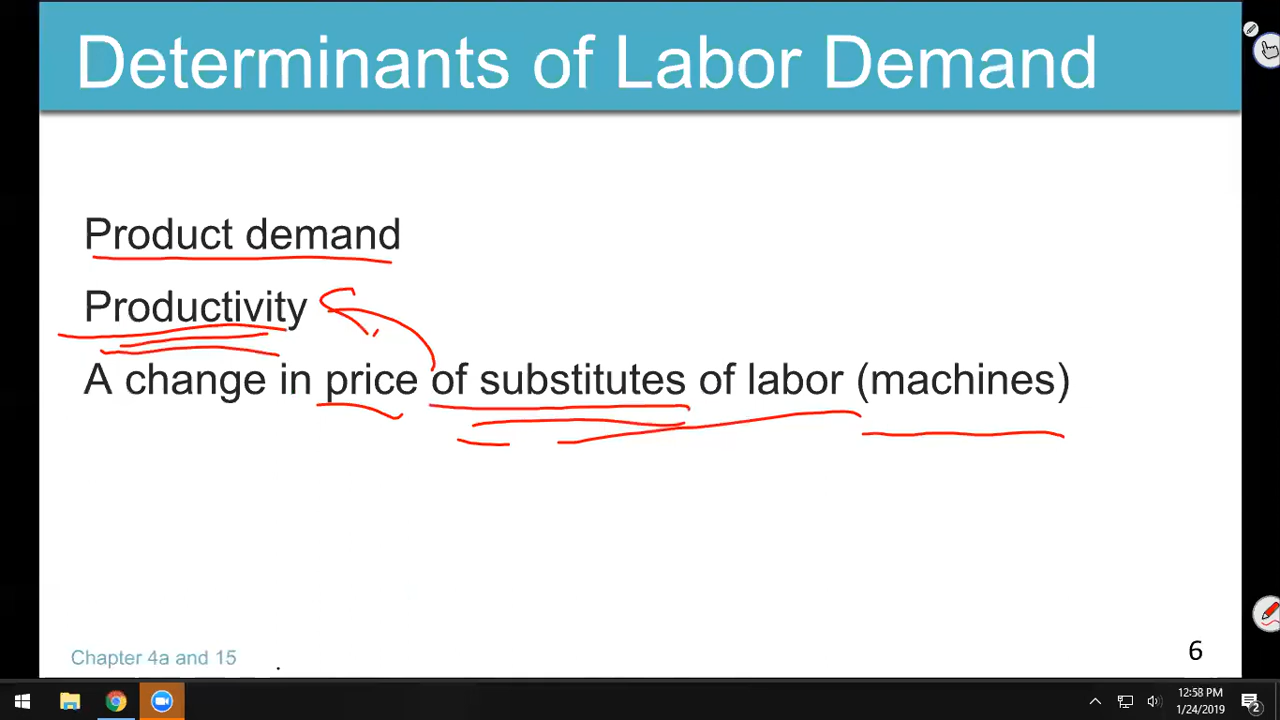 Determinants of Labor Demand
Product demand
Productivity
A change in price of substitutes of labor (machines)
Chapter 4a and 15
6
12:58 PM
1/24/2019
2